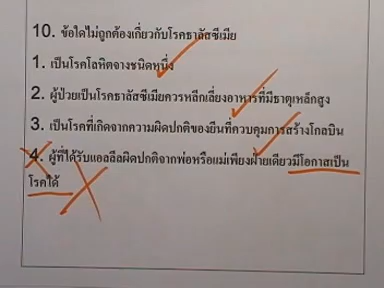 10. ข้อใดไม่ถูกต้องเกี่ยวกับโรคธาลัสซีเมีย
1. เป็นโรคโลหิตจางชนิดหนึ่ง
2. ผู้ป่วยเป็นโรคธาลัสซีเมียควรหลีกเลี่ยงอาหารที่มีธาตุเหล็กสูง
3. เป็นโรคที่เกิดจากความผิดปกติของยีนที่ควบคุมการสร้างโกลบิน
4. ผู้ที่ได้รับแอลลีลผิดปกติจากพ่อหรือแม่เพียงฝ่ายเดียวมีโอกาสเป็น
โรคได้